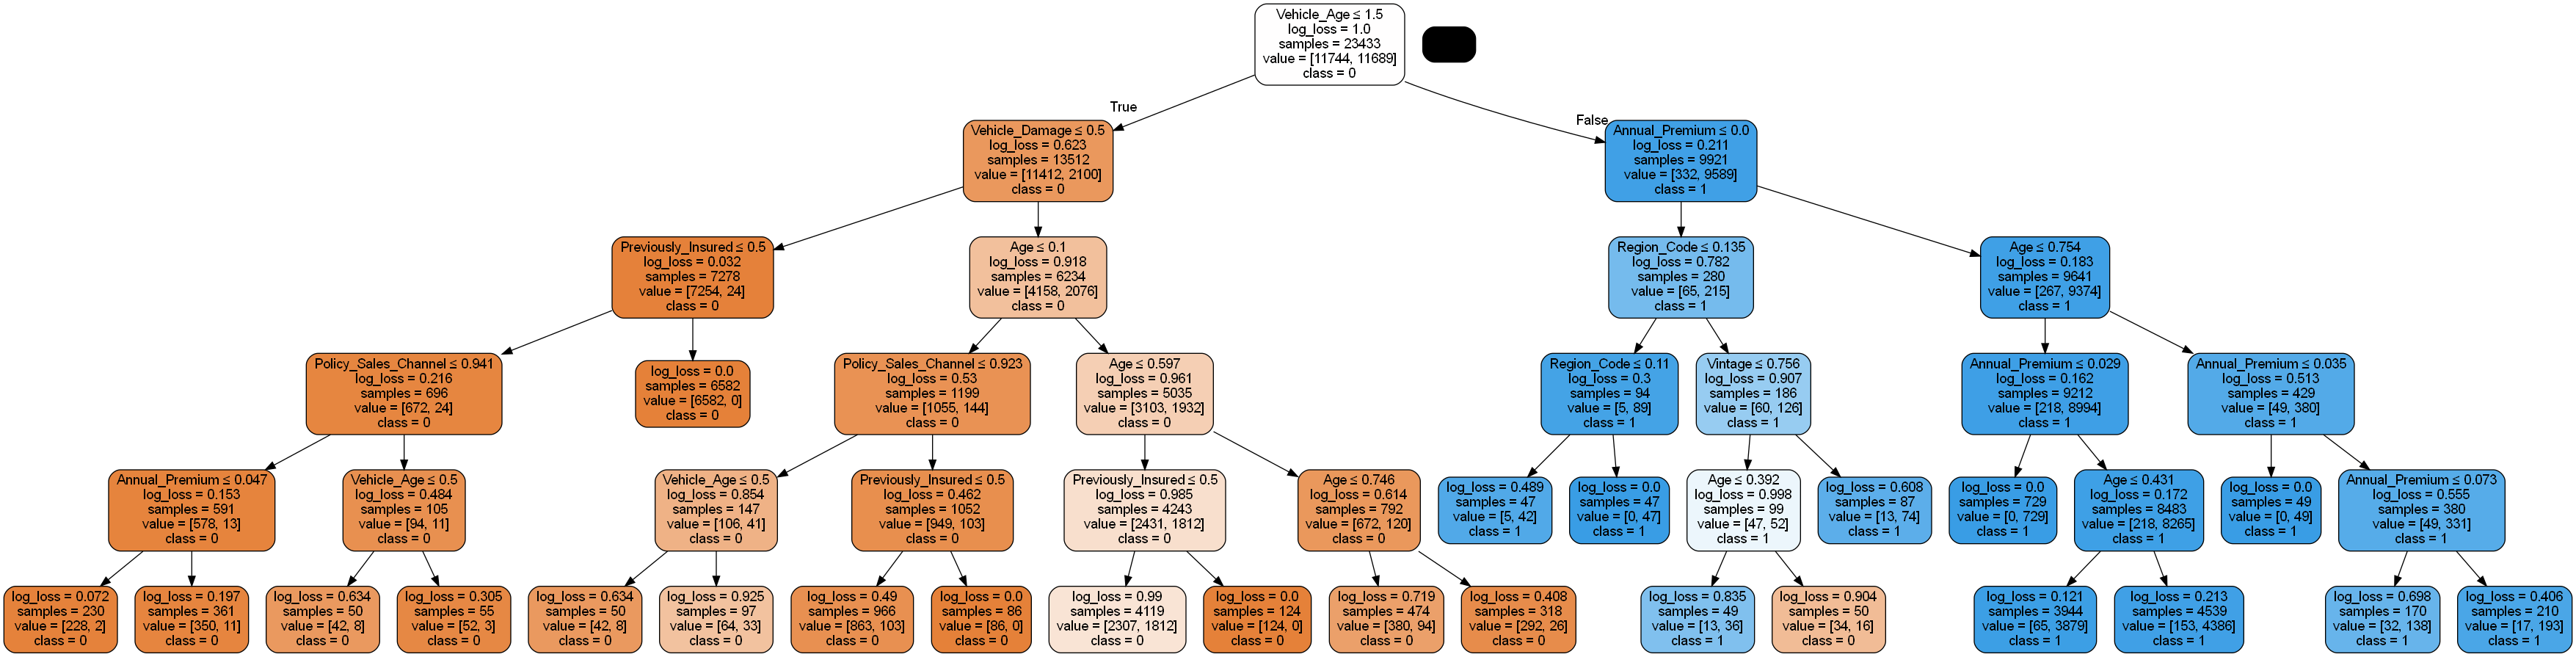 Vehicle_Age ≤ 1.5
log_loss = 1.0
samples = 23433
value = [11744, 11689]
class = 0
True
False
Vehicle_Damage ≤ 0.5
log_loss = 0.623
samples = 13512
value = [11412, 2100]
class = 0
Annual_Premium ≤ 0.0
log_loss = 0.211
samples = 9921
value = [332, 9589]
class = 1
Previously_Insured ≤ 0.5
log_loss = 0.032
samples = 7278
value = [7254, 24]
class = 0
Age ≤ 0.1
log_loss = 0.918
samples = 6234
value = [4158, 2076]
class = 0
Region_Code ≤ 0.135
log_loss = 0.782
samples = 280
value = [65, 215]
class = 1
Age ≤ 0.754
log_loss = 0.183
samples = 9641
value = [267, 9374]
class = 1
Policy_Sales_Channel ≤ 0.941
log_loss = 0.216
samples = 696
value = [672, 24]
class = 0
log_loss = 0.0
samples = 6582
value = [6582, 0]
class = 0
Policy_Sales_Channel ≤ 0.923
log_loss = 0.53
samples = 1199
value = [1055, 144]
class = 0
Age ≤ 0.597
log_loss = 0.961
samples = 5035
value = [3103, 1932]
class = 0
Region_Code ≤ 0.11
log_loss = 0.3
samples = 94
value = [5, 89]
class = 1
Vintage ≤ 0.756
log_loss = 0.907
samples = 186
value = [60, 126]
class = 1
Annual_Premium ≤ 0.029
log_loss = 0.162
samples = 9212
value = [218, 8994]
class = 1
Annual_Premium ≤ 0.035
log_loss = 0.513
samples = 429
value = [49, 380]
class = 1
Annual_Premium ≤ 0.047
log_loss = 0.153
samples = 591
value = [578, 13]
class = 0
Vehicle_Age ≤ 0.5
log_loss = 0.484
samples = 105
value = [94, 11]
class = 0
Vehicle_Age ≤ 0.5
log_loss = 0.854
samples = 147
value = [106, 41]
class = 0
Previously_Insured ≤ 0.5
log_loss = 0.462
samples = 1052
value = [949, 103]
class = 0
Previously_Insured ≤ 0.5
log_loss = 0.985
samples = 4243
value = [2431, 1812]
class = 0
Age ≤ 0.746
log_loss = 0.614
samples = 792
value = [672, 120]
class = 0
log_loss = 0.489
samples = 47
value = [5, 42]
class = 1
log_loss = 0.0
samples = 47
value = [0, 47]
class = 1
Age ≤ 0.392
log_loss = 0.998
samples = 99
value = [47, 52]
class = 1
log_loss = 0.608
samples = 87
value = [13, 74]
class = 1
log_loss = 0.0
samples = 729
value = [0, 729]
class = 1
Age ≤ 0.431
log_loss = 0.172
samples = 8483
value = [218, 8265]
class = 1
log_loss = 0.0
samples = 49
value = [0, 49]
class = 1
Annual_Premium ≤ 0.073
log_loss = 0.555
samples = 380
value = [49, 331]
class = 1
log_loss = 0.072
samples = 230
value = [228, 2]
class = 0
log_loss = 0.197
samples = 361
value = [350, 11]
class = 0
log_loss = 0.634
samples = 50
value = [42, 8]
class = 0
log_loss = 0.305
samples = 55
value = [52, 3]
class = 0
log_loss = 0.634
samples = 50
value = [42, 8]
class = 0
log_loss = 0.925
samples = 97
value = [64, 33]
class = 0
log_loss = 0.49
samples = 966
value = [863, 103]
class = 0
log_loss = 0.0
samples = 86
value = [86, 0]
class = 0
log_loss = 0.99
samples = 4119
value = [2307, 1812]
class = 0
log_loss = 0.0
samples = 124
value = [124, 0]
class = 0
log_loss = 0.719
samples = 474
value = [380, 94]
class = 0
log_loss = 0.408
samples = 318
value = [292, 26]
class = 0
log_loss = 0.835
samples = 49
value = [13, 36]
class = 1
log_loss = 0.904
samples = 50
value = [34, 16]
class = 0
log_loss = 0.121
samples = 3944
value = [65, 3879]
class = 1
log_loss = 0.213
samples = 4539
value = [153, 4386]
class = 1
log_loss = 0.698
samples = 170
value = [32, 138]
class = 1
log_loss = 0.406
samples = 210
value = [17, 193]
class = 1